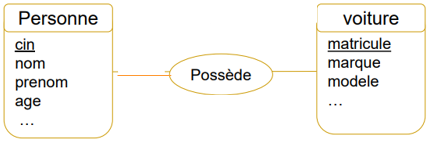 Personne
cin
nom
prenom
age
…
Possède
voiture
matricule
marque
modele
…